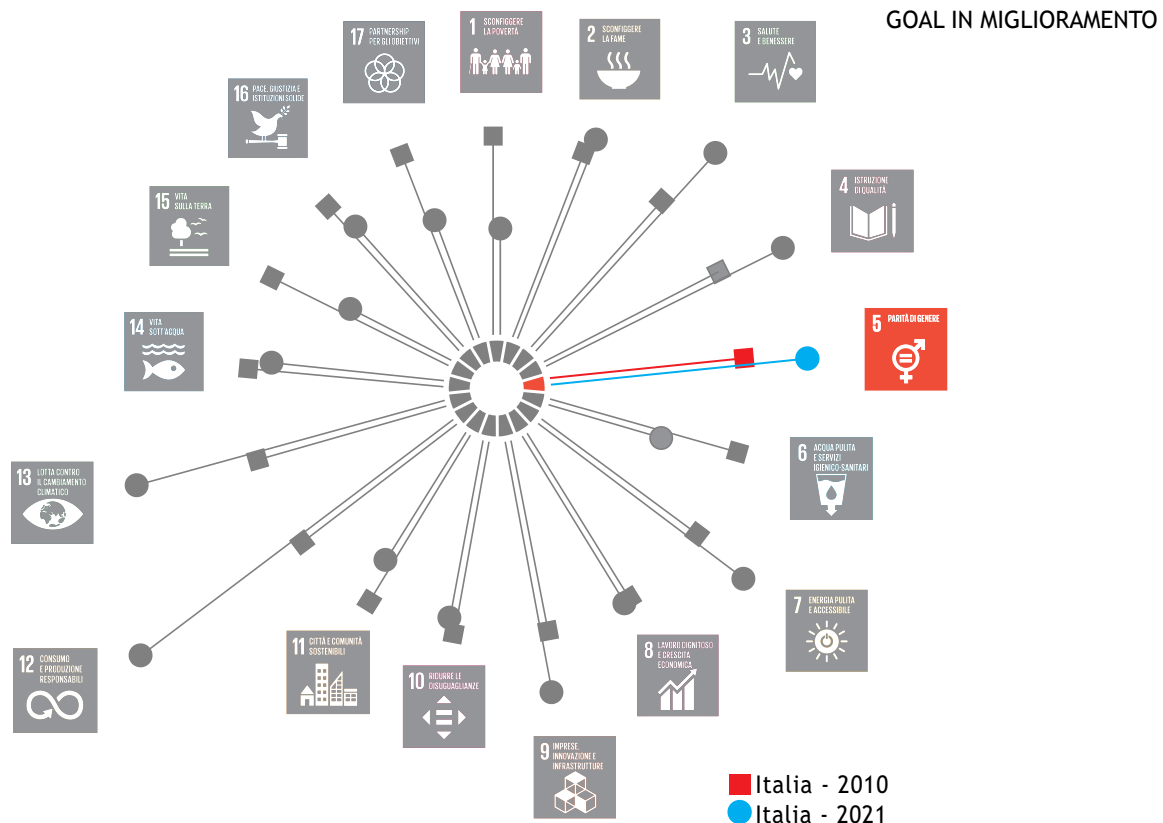 GOAL IN MIGLIORAMENTO
1 SCONFIGGERE
LA POVERTÀ
2 SCONFIGGERE
LA FAME
3 SALUTE
E BENESSERE
4 ISTRUZIONE
DI QUALITÀ
5 PARITÀ DI GENERE
6 ACQUA PULITA
E SERVIZI
IGIENICO-SANITARI
7 ENERGIA PULITA
E ACCESSIBILE
8 LAVORO DIGNITOSO
E CRESCITA
ECONOMICA
9 IMPRESE,
INNOVAZIONE E
INFRASTRUTTURE
10 RIDURRE LE
DISUGUAGLIANZE
11 CITTÀ E COMUNITÀ
SOSTENIBILI
12 CONSUMO
E PRODUZIONE
RESPONSABILI
13 LOTTA CONTRO
IL CAMBIAMENTO
CLIMATICO
14 VITA
SOTT'ACQUA
15 VITA
SULLA TERRA
16 PACE, GIUSTIZIA E
ISTITUZIONI SOLIDE
17 PARTNERSHIP
PER GLI OBIETTIVI
Italia - 2010
Italia - 2021